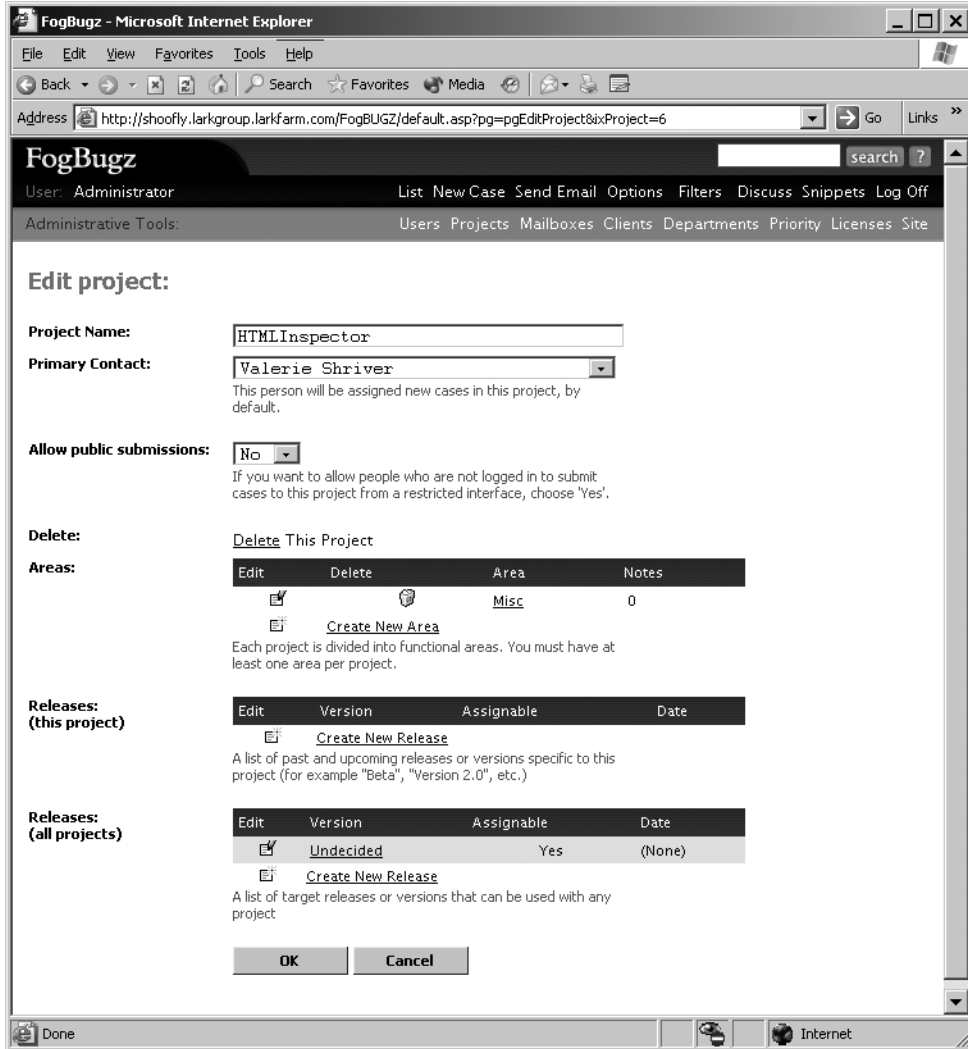 FogBugz - Microsoft Internet Explorer
File Edit View Favorites Tools Help
Back Search Favorites Media
Address http://shoofly.larkgroup.larkfarm.com/FogBUGZ/default.asp?pg=pgEditProject&ixProject=6 Go Links »
FogBugz search ?
User: Administrator List New Case Send Email Options Filters Discuss Snippets Log Off
Administrative Tools: Users Projects Mailboxes Clients Departments Priority Licenses Site
Edit project:
Project Name: HTMLInspector
Primary Contact: Valerie Shriver
This person will be assigned new cases in this project, by
default.
Allow public submissions: No
If you want to allow people who are not logged in to submit
cases to this project from a restricted interface, choose 'Yes'.
Delete: Delete This Project
Areas: Edit Delete Area Notes
Misc 0
Create New Area
Each project is divided into functional areas. You must have at
least one area per project.
Releases:
(this project) Edit Version Assignable Date
Create New Release
A list of past and upcoming releases or versions specific to this
project (for example "Beta", "Version 2.0", etc.)
Releases:
(all projects) Edit Version Assignable Date
Undecided Yes (None)
Create New Release
A list of target releases or versions that can be used with any
project
OK Cancel
Done Internet